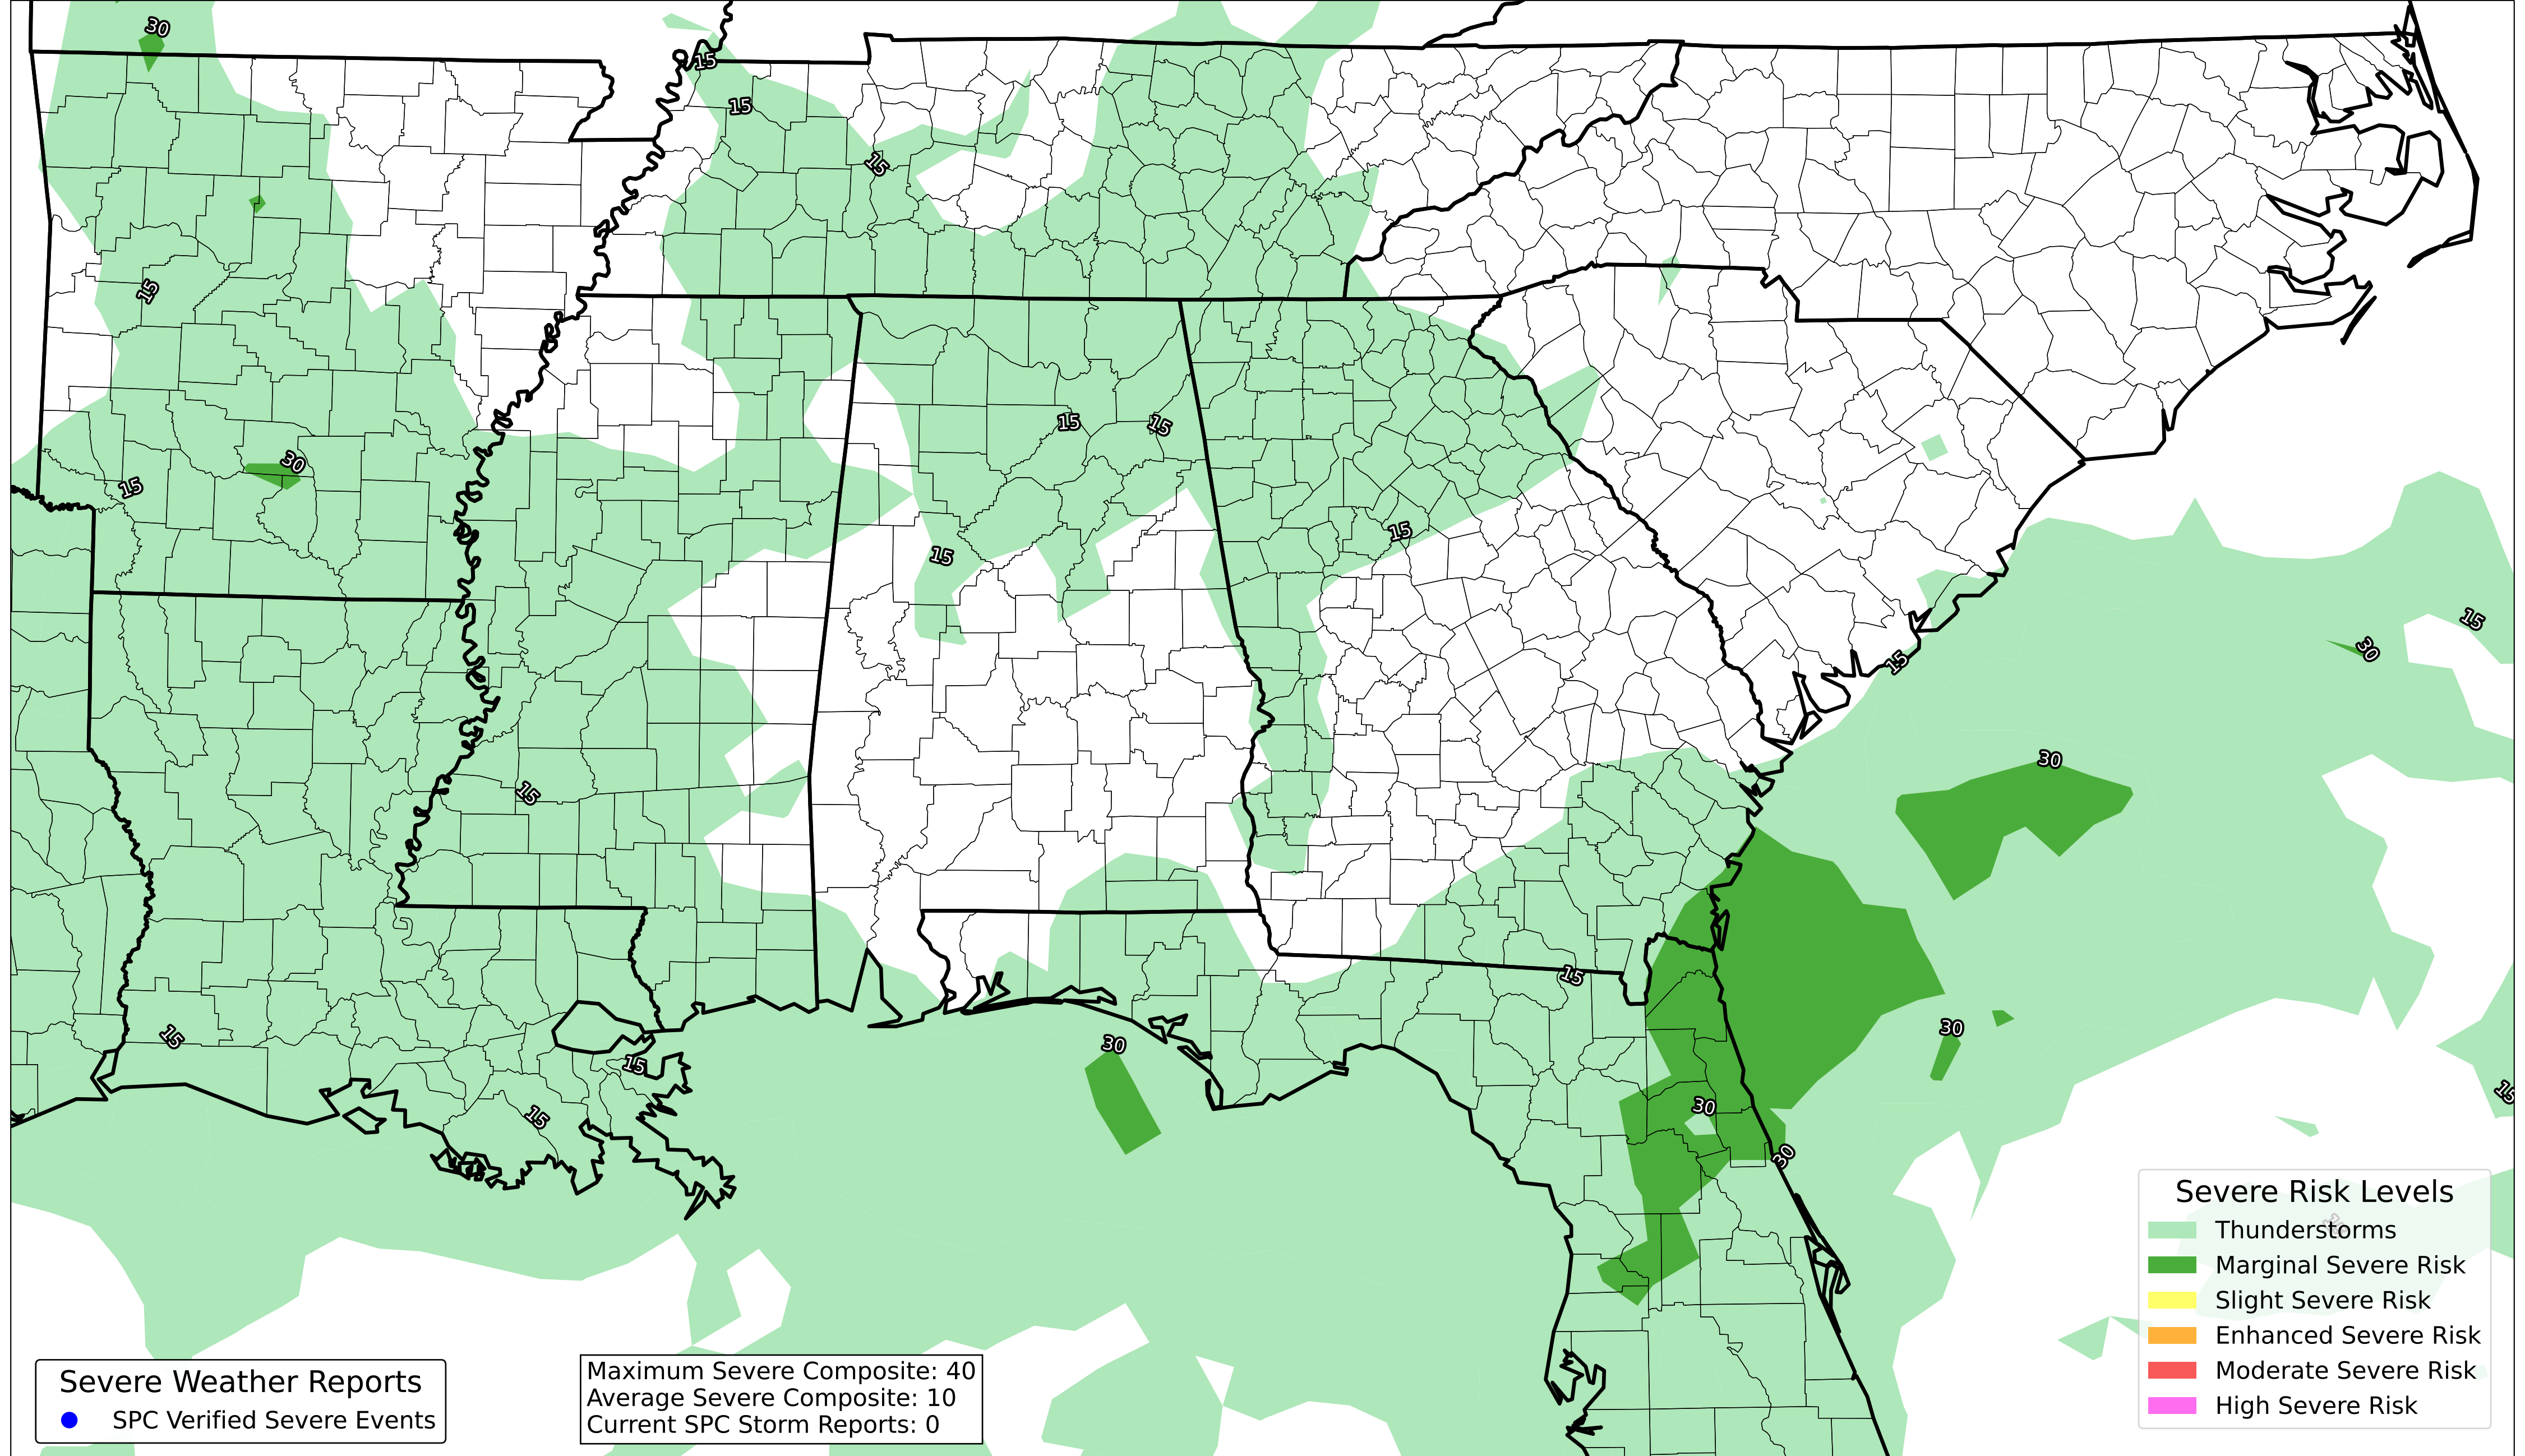 30
15
15
15
15
15
15
30
15
15
15
15
30
15
30
15
15
30
30
15
15
15
30
15
30
Severe Risk Levels
Thunderstorms
Marginal Severe Risk
Slight Severe Risk
Enhanced Severe Risk
Moderate Severe Risk
High Severe Risk
Severe Weather Reports
SPC Verified Severe Events
Maximum Severe Composite: 40
Average Severe Composite: 10
Current SPC Storm Reports: 0